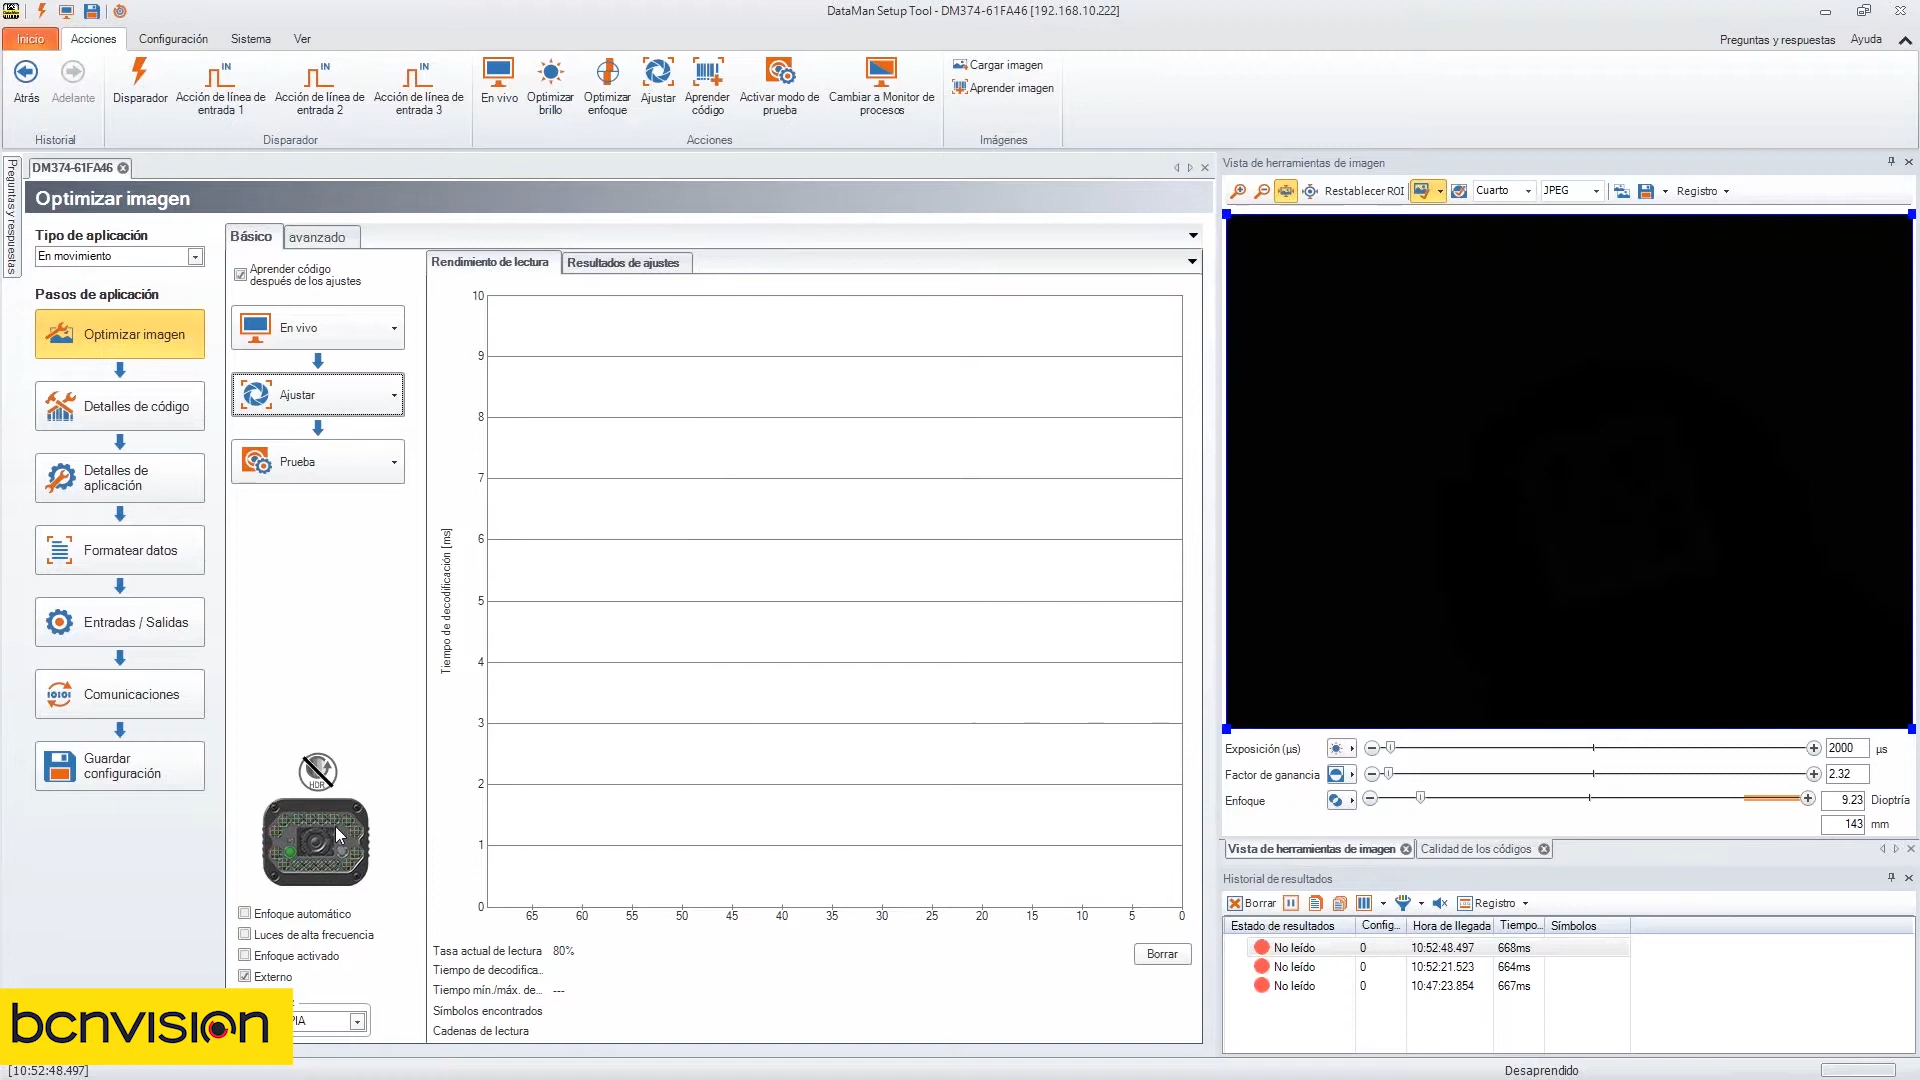 DataMan Setup Tool - DM374-61FA46 [192.168.10.222]
Inicio
Acciones
Configuración
Sistema
Ver
Preguntas y respuestas
Ayuda
Atrás
Adelante
Disparador
Acción de línea de entrada 1
IN
Acción de línea de entrada 2
IN
Acción de línea de entrada 3
IN
En vivo
Optimizar brillo
Optimizar enfoque
Ajustar
Aprender código
Activar modo de prueba
Cambiar a Monitor de procesos
Cargar imagen
Aprender imagen
Historial
Disparador
Acciones
Imágenes
Preguntas y respuestas
DM374-61FA46
Optimizar imagen
Tipo de aplicación
En movimiento
Pasos de aplicación
Optimizar imagen
Detalles de código
Detalles de
aplicación
Formatear datos
Entradas / Salidas
Comunicaciones
Guardar
configuración
Básico
avanzado
Aprender código
después de los ajustes
En vivo
Ajustar
Prueba
HDR
Enfoque automático
Luces de alta frecuencia
Enfoque activado
Externo
PIA
Rendimiento de lectura
Resultados de ajustes
Tiempo de decodificación [ms]
10
9
8
7
6
5
4
3
2
1
0
65 60 55 50 45 40 35 30 25 20 15 10 5 0
Tasa actual de lectura 80%
Tiempo de decodifica...
Tiempo mín./máx. de... ---
Símbolos encontrados
Cadenas de lectura
Borrar
Vista de herramientas de imagen
Restablecer ROI
Cuarto
JPEG
Registro
Exposición (µs) 2000 µs
Factor de ganancia 2.32
Enfoque 9.23 Dioptría
143 mm
Vista de herramientas de imagen
Calidad de los códigos
Historial de resultados
Borrar
Registro
Estado de resultados Config... Hora de llegada Tiempo... Símbolos
No leído 0 10:52:48.497 668ms
No leído 0 10:52:21.523 664ms
No leído 0 10:47:23.854 667ms
bcnvision
[10:52:48.497]
Desaprendido